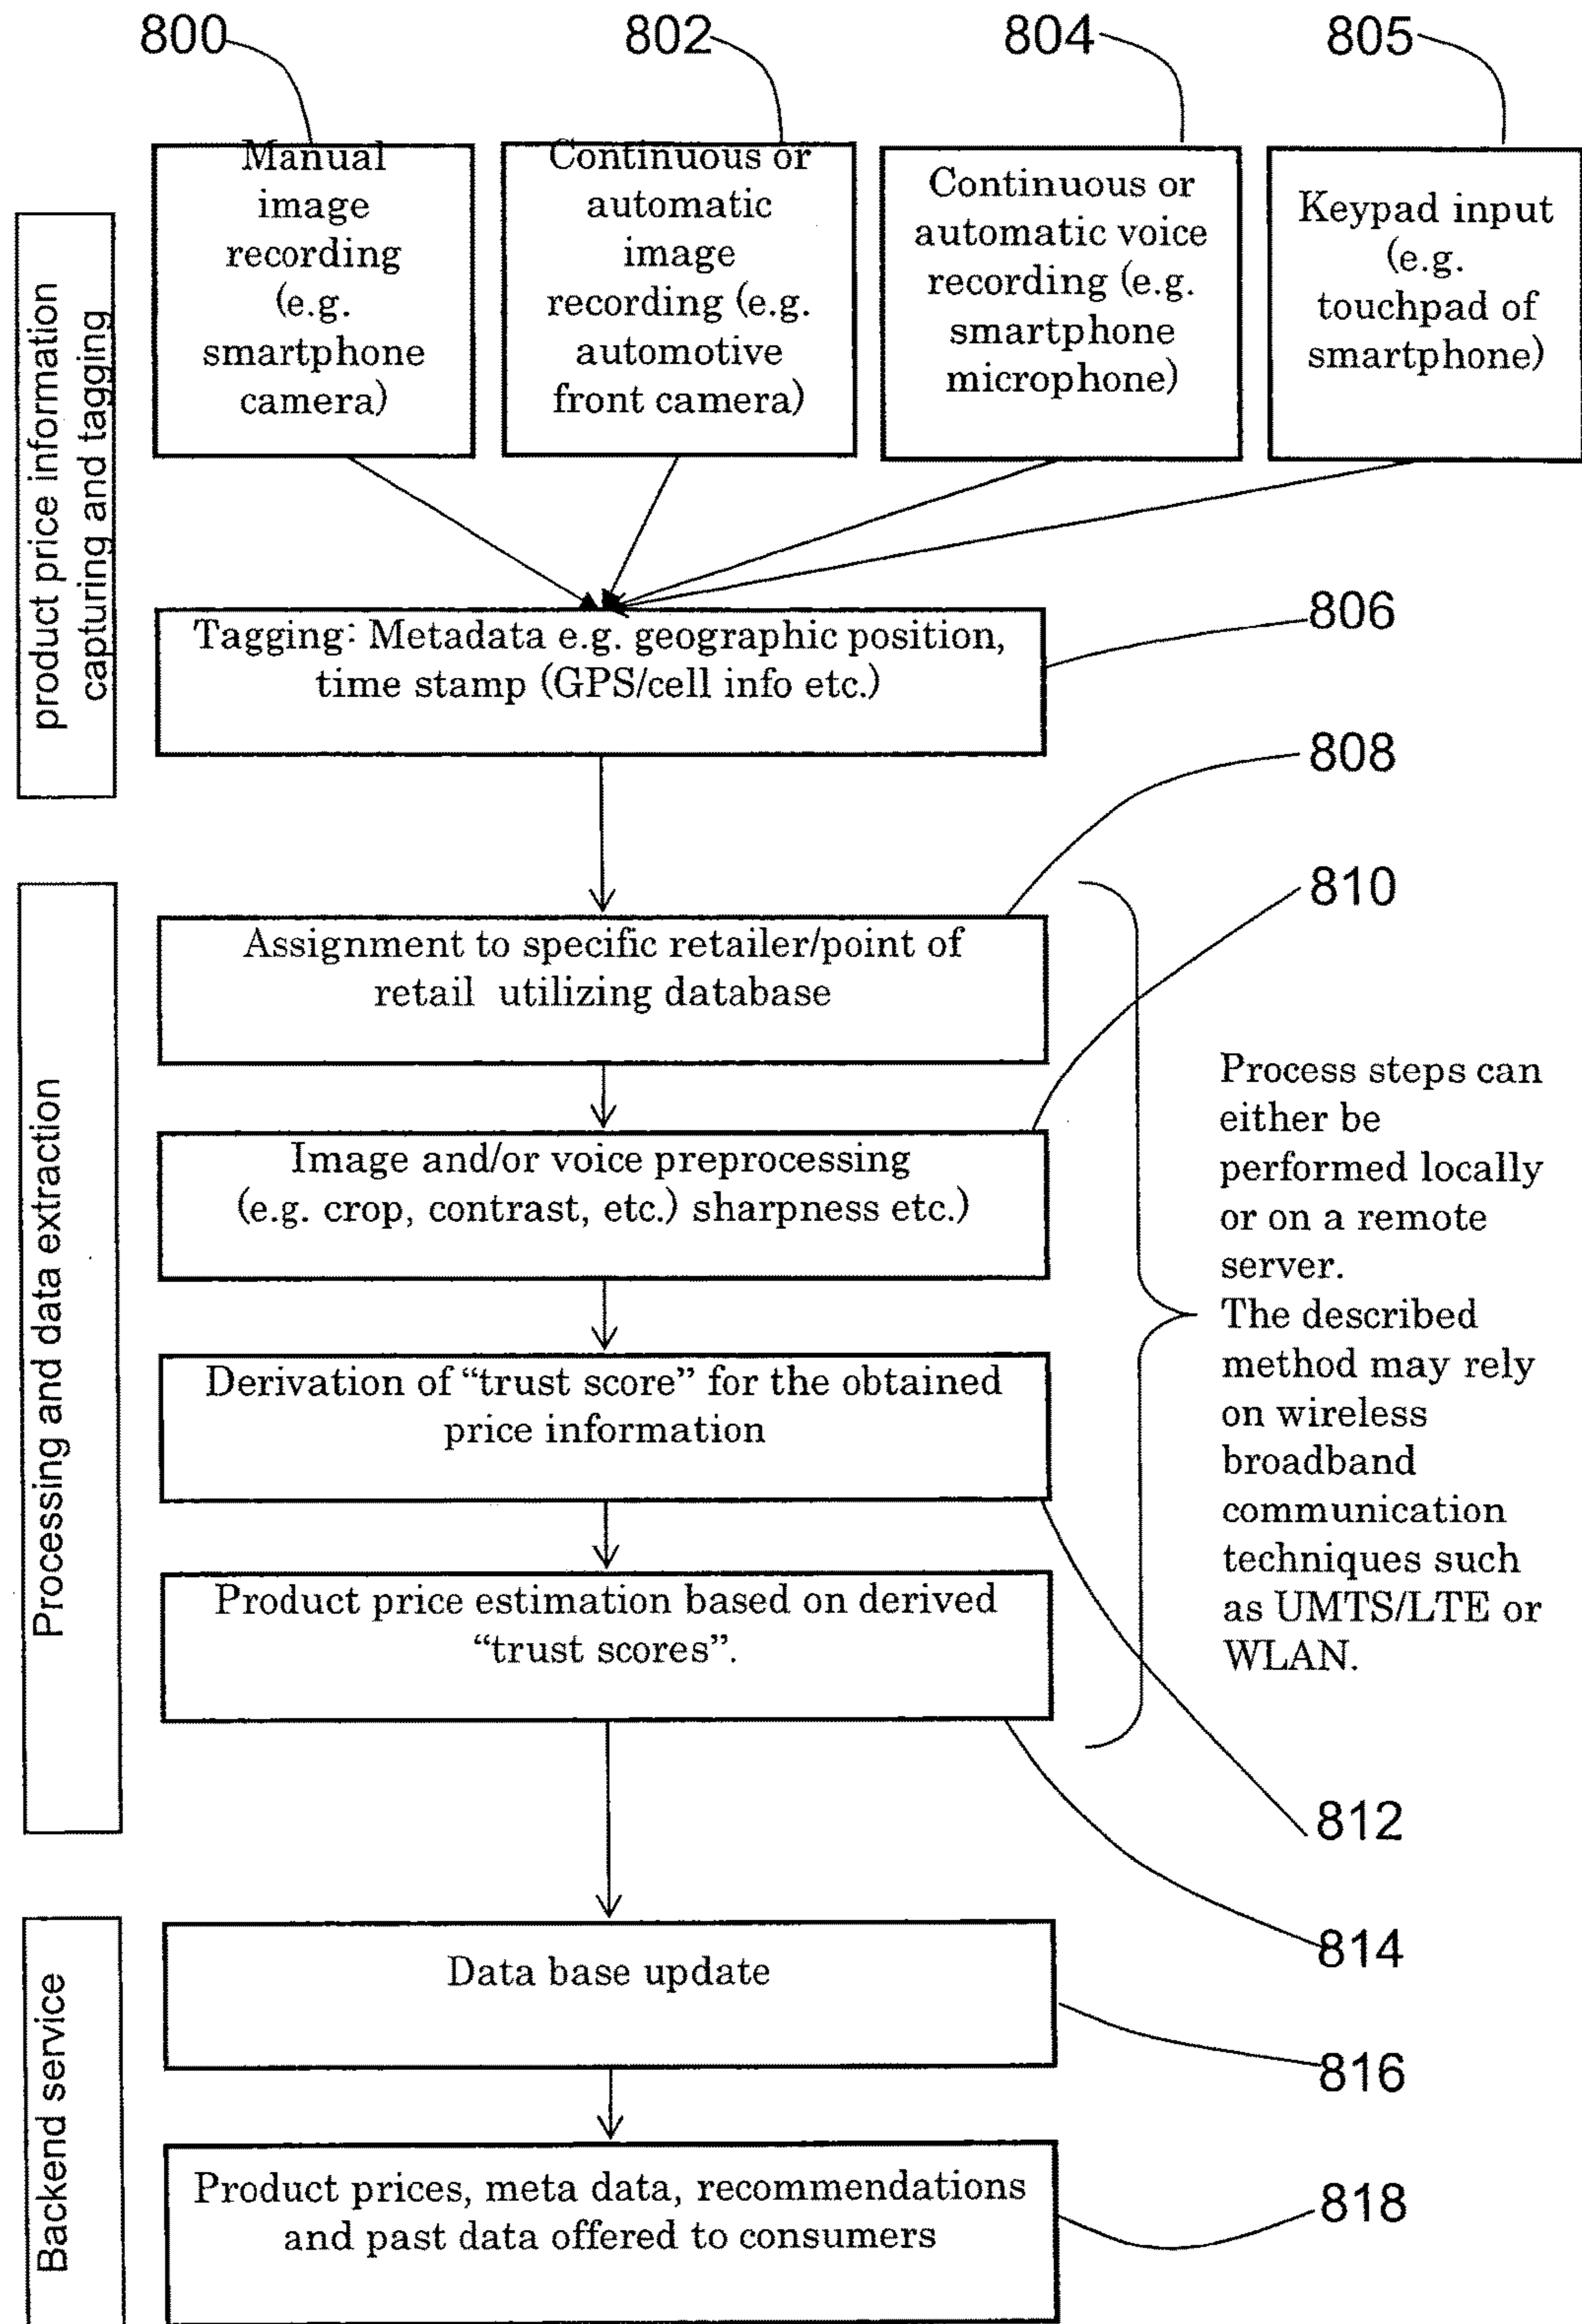 800
802
804
805
Manual
image
recording
(e.g.
smartphone
camera)
Continuous or
automatic
image
recording (e.g.
automotive
front camera)
Continuous or
automatic voice
recording (e.g.
smartphone
microphone)
Keypad input
(e.g.
touchpad of
smartphone)
product price information
capturing and tagging
Tagging: Metadata e.g. geographic position,
time stamp (GPS/cell info etc.)
806
808
810
Processing and data extraction
Assignment to specific retailer/point of
retail utilizing database
Image and/or voice preprocessing
(e.g. crop, contrast, etc.) sharpness etc.)
Derivation of “trust score” for the obtained
price information
Product price estimation based on derived
“trust scores”.
Process steps can
either be
performed locally
or on a remote
server.
The described
method may rely
on wireless
broadband
communication
techniques such
as UMTS/LTE or
WLAN.
812
814
Backend service
Data base update
816
Product prices, meta data, recommendations
and past data offered to consumers
818